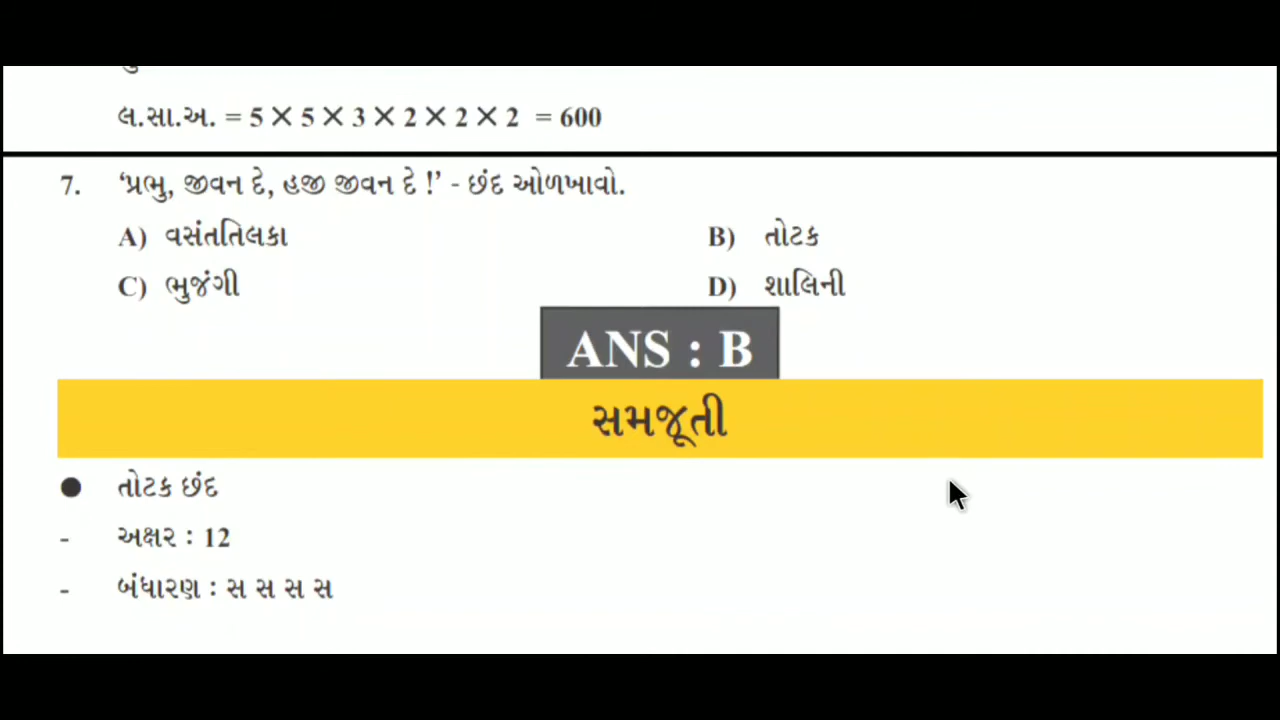 લ.સા.અ. = 5 × 5 × 3 × 2 × 2 × 2 = 600
7. ‘પ્રભુ, જીવન દે, હજી જીવન દે !’ - છંદ ઓળખાવો.
A) વસંતતિલકા B) તોટક
C) ભુજંગી D) શાલિની
ANS : B
સમજૂતી
● તોટક છંદ
- અક્ષર : 12
- બંધારણ : સ સ સ સ